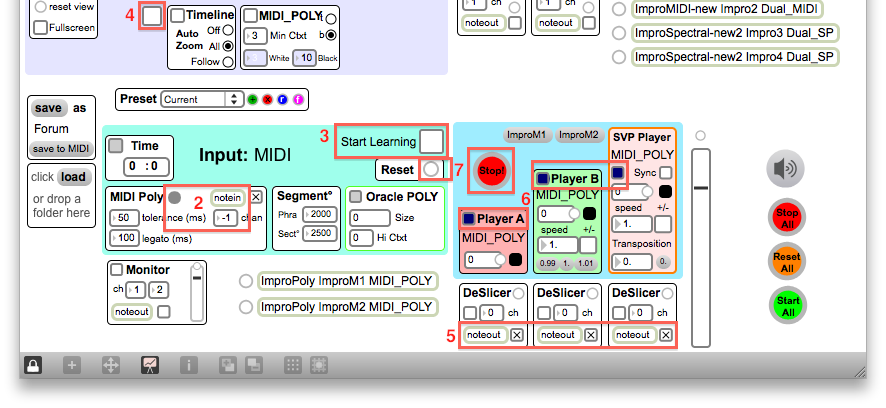 reset view
Fullscreen
4
Timeline
Auto Off
Zoom All
Follow
MIDI_POLY
3 Min Ctxt b
White 10 Black
1 ch
noteout
1 ch
noteout
ImproMIDI-new Impro2 Dual_MIDI
ImproSpectral-new2 Impro3 Dual_SP
ImproSpectral-new2 Impro4 Dual_SP
Preset Current + x r f
save as
Forum
save to MIDI
click load
or drop a
folder here
Time
0 :0
Input: MIDI
3 Start Learning
Reset
MIDI Poly notein
2
50 tolerance (ms) -1 chan
100 legato (ms)
Segment°
Phra 2000
Sect° 2500
Oracle POLY
0 Size
0 Hi Ctxt
Monitor
ch 1 2
noteout
ImproPoly ImproM1 MIDI_POLY
ImproPoly ImproM2 MIDI_POLY
7
Stop!
ImproM1 ImproM2
6
Player A
MIDI_POLY
0
Player B
MIDI_POLY
0
speed +/-
1.
0.99 1. 1.01
SVP Player
MIDI_POLY
Sync
0
speed +/-
1.
Transposition
0. 0.
DeSlicer DeSlicer DeSlicer
0 ch 0 ch 0 ch
5 noteout noteout noteout
Stop
All
Reset
All
Start
All
i